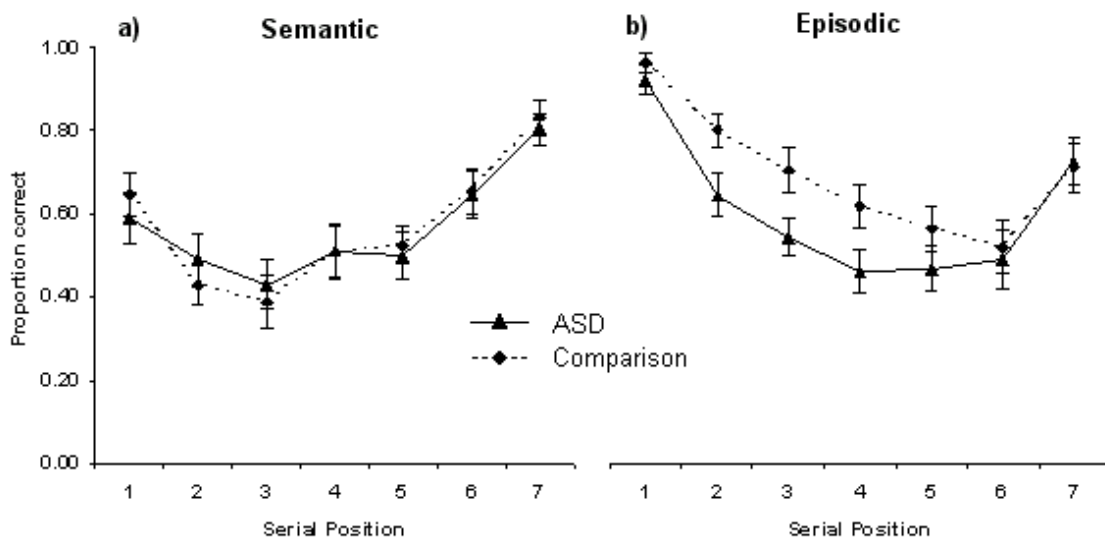 a) Semantic
b) Episodic
Proportion correct
1.00
0.80
0.60
0.40
0.20
0.00
ASD
Comparison
1 2 3 4 5 6 7
1 2 3 4 5 6 7
Serial Position
Serial Position